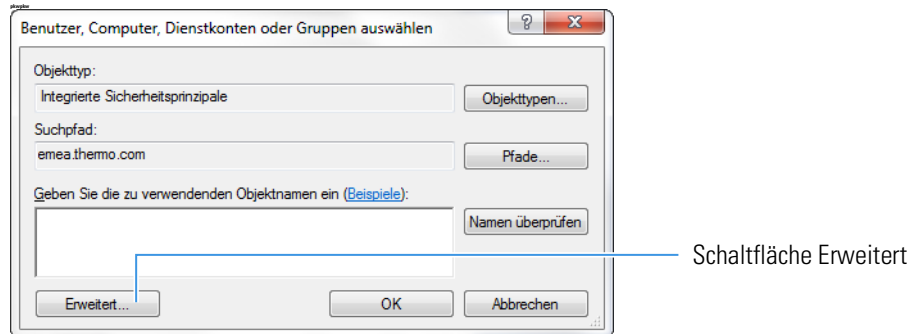 Benutzer, Computer, Dienstkonten oder Gruppen auswählen
Objekttyp:
Integrierte Sicherheitsprinzipale
Objekttypen...
Suchpfad:
emea.thermo.com
Pfade...
Geben Sie die zu verwendenden Objektnamen ein (Beispiele):
Namen überprüfen
Schaltfläche Erweitert
Erweitert...
OK
Abbrechen